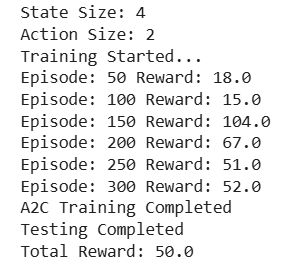 State Size: 4
Action Size: 2
Training Started...
Episode: 50 Reward: 18.0
Episode: 100 Reward: 15.0
Episode: 150 Reward: 104.0
Episode: 200 Reward: 67.0
Episode: 250 Reward: 51.0
Episode: 300 Reward: 52.0
A2C Training Completed
Testing Completed
Total Reward: 50.0